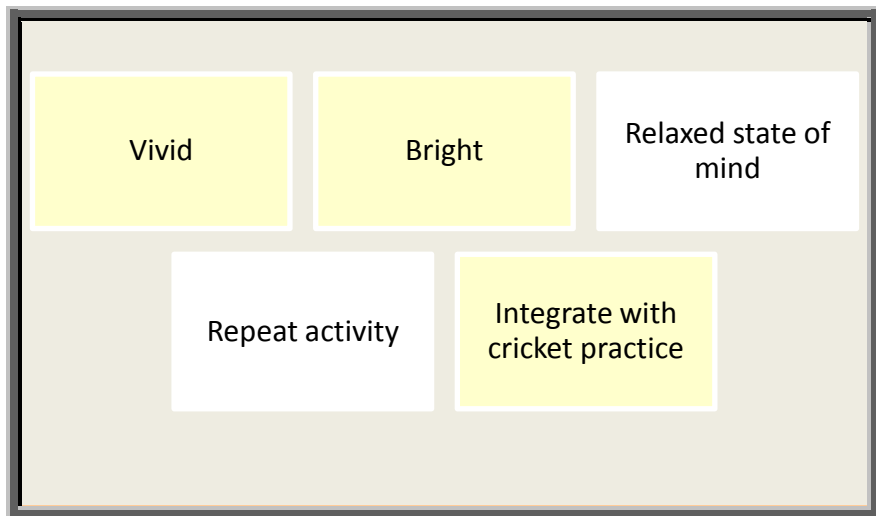 Vivid
Bright
Relaxed state of
mind
Repeat activity
Integrate with
cricket practice